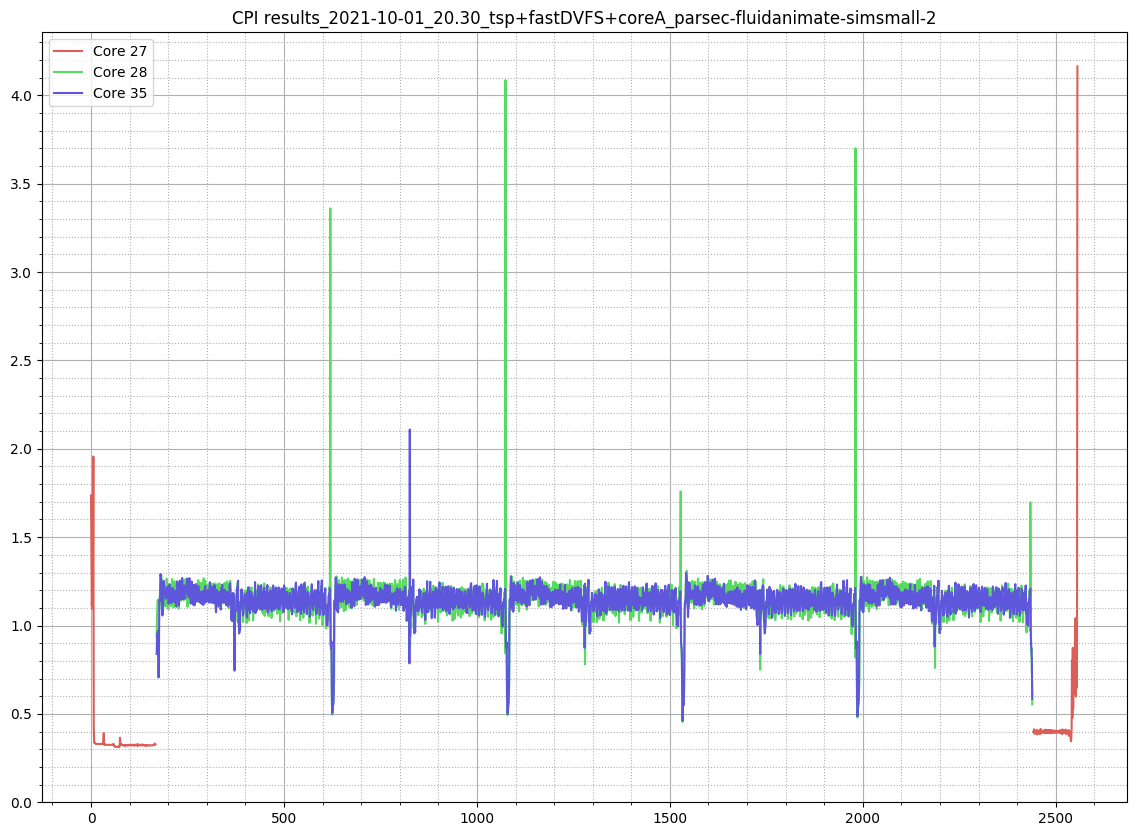 CPI results_2021-10-01_20.30_tsp+fastDVFS+coreA_parsec-fluidanimate-simsmall-2
Core 27
Core 28
Core 35
4.0
3.5
3.0
2.5
2.0
1.5
1.0
0.5
0.0
0 500 1000 1500 2000 2500